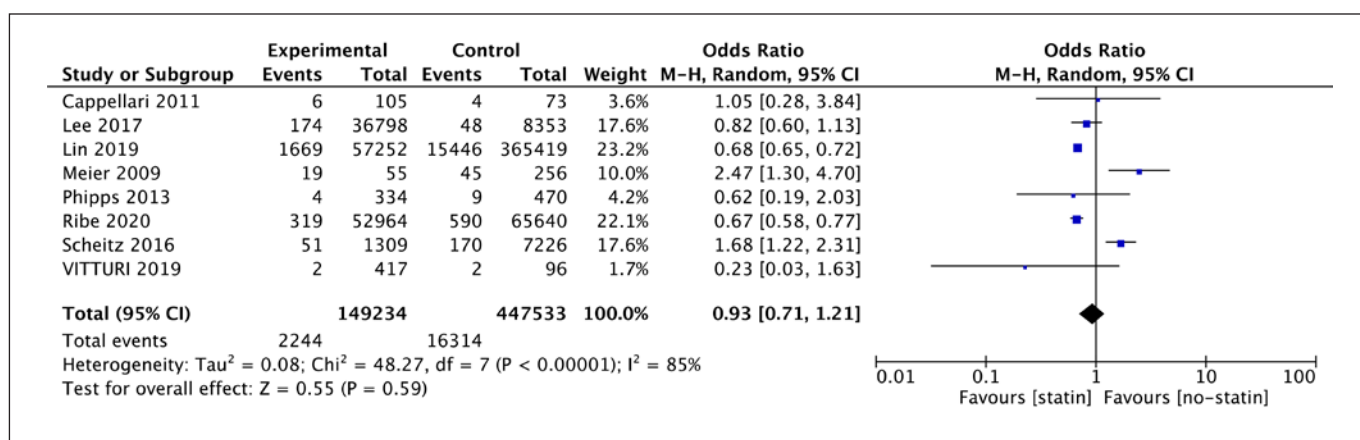 Experimental Control Odds Ratio Odds Ratio
Study or Subgroup Events Total Events Total Weight M-H, Random, 95% CI M-H, Random, 95% CI
Cappellari 2011 6 105 4 73 3.6% 1.05 [0.28, 3.84]
Lee 2017 174 36798 48 8353 17.6% 0.82 [0.60, 1.13]
Lin 2019 1669 57252 15446 365419 23.2% 0.68 [0.65, 0.72]
Meier 2009 19 55 45 256 10.0% 2.47 [1.30, 4.70]
Phipps 2013 4 334 9 470 4.2% 0.62 [0.19, 2.03]
Ribe 2020 319 52964 590 65640 22.1% 0.67 [0.58, 0.77]
Scheitz 2016 51 1309 170 7226 17.6% 1.68 [1.22, 2.31]
VITTURI 2019 2 417 2 96 1.7% 0.23 [0.03, 1.63]
Total (95% CI) 149234 447533 100.0% 0.93 [0.71, 1.21]
Total events 2244 16314
Heterogeneity: Tau² = 0.08; Chi² = 48.27, df = 7 (P < 0.00001); I² = 85%
Test for overall effect: Z = 0.55 (P = 0.59)
0.01 0.1 1 10 100
Favours [statin] Favours [no-statin]